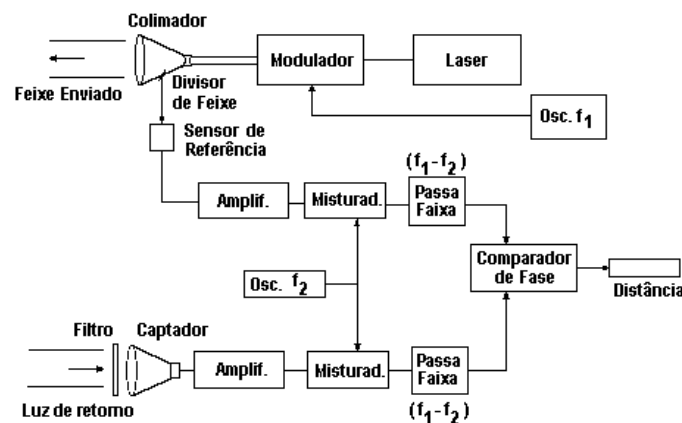 Colimador
Feixe Enviado
Divisor
de Feixe
Modulador
Laser
Osc. f1
Sensor de
Referência
(f1-f2)
Amplif.
Misturad.
Passa
Faixa
Osc. f2
Comparador
de Fase
Distância
Filtro
Captador
Luz de retorno
Amplif.
Misturad.
Passa
Faixa
(f1-f2)